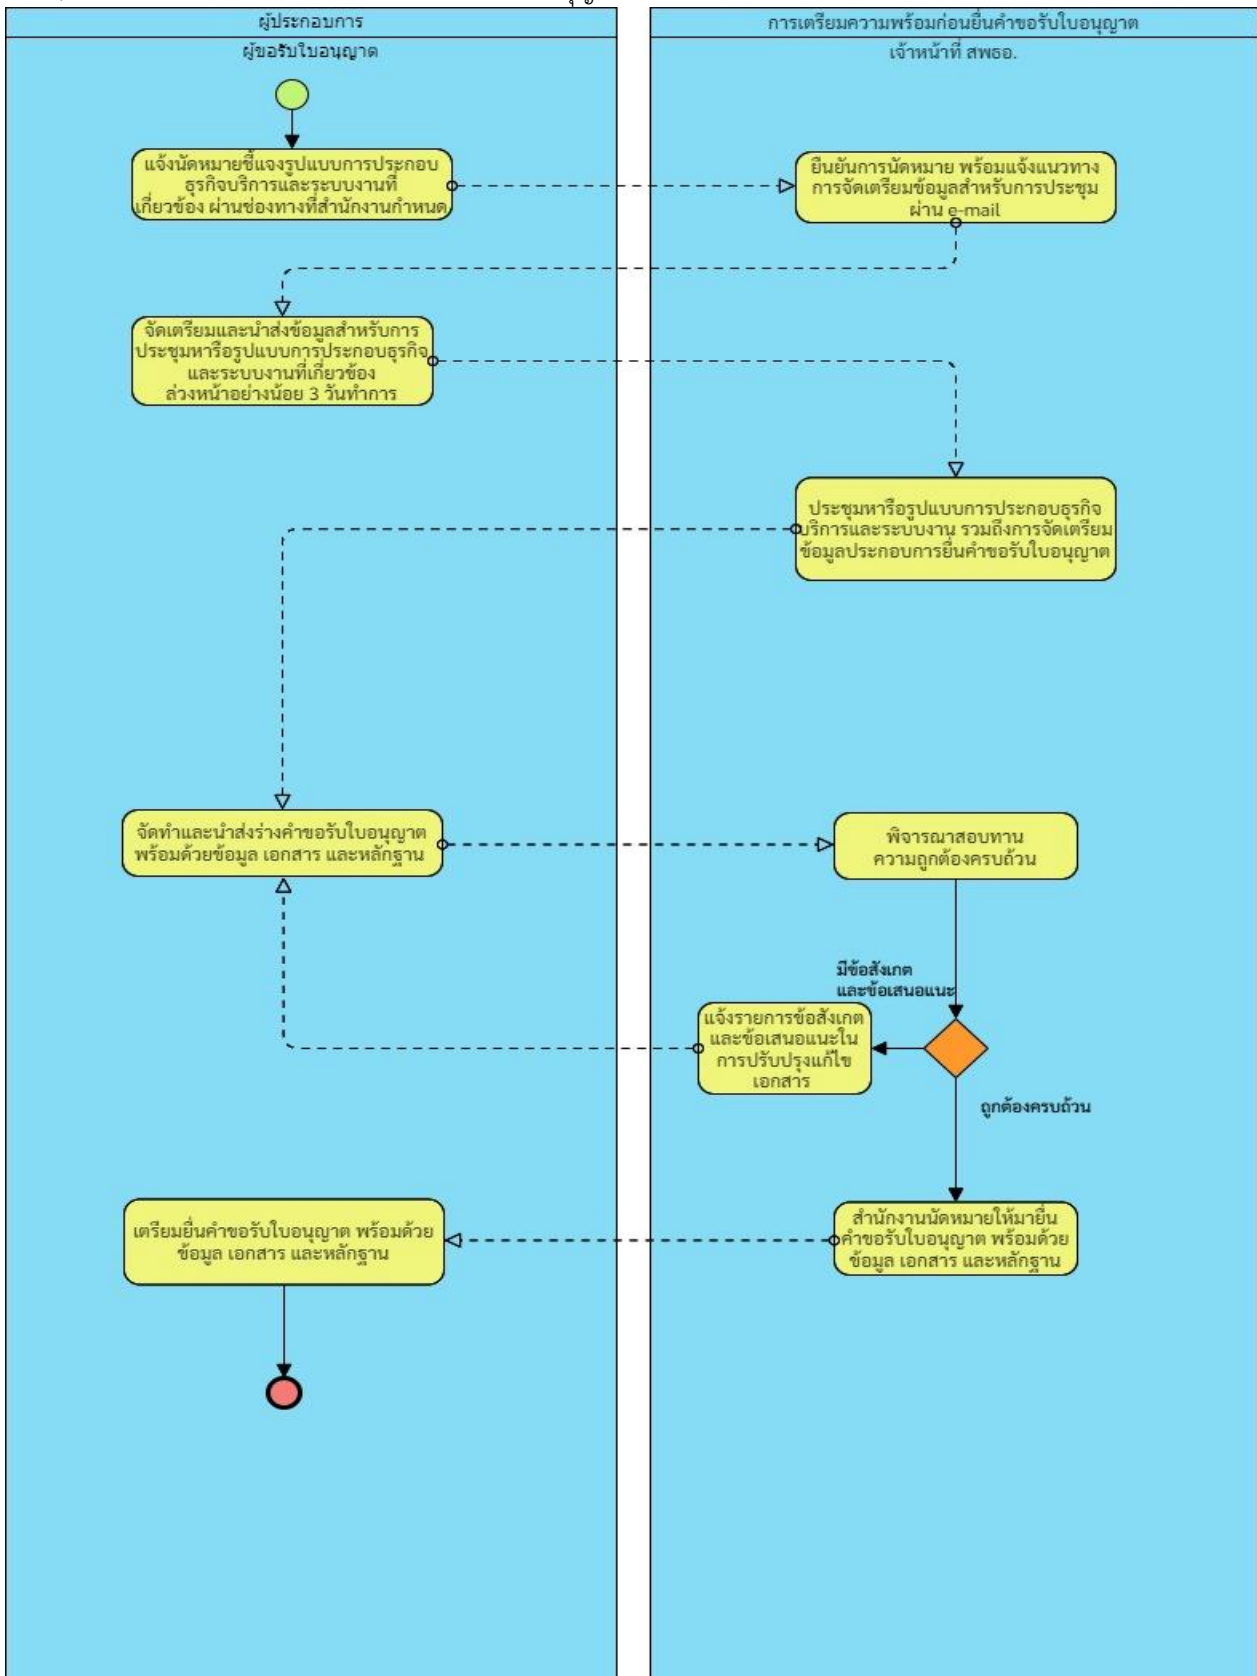 ผู้ประกอบการ
ผู้ขอรับใบอนุญาต
การเตรียมความพร้อมก่อนยื่นคำขอรับใบอนุญาต
เจ้าหน้าที่ สพธอ.
แจ้งนัดหมายชี้แจงรูปแบบการประกอบ
ธุรกิจบริการและระบบงานที่
เกี่ยวข้อง ผ่านช่องทางที่สำนักงานกำหนด
ยืนยันการนัดหมาย พร้อมแจ้งแนวทาง
การจัดเตรียมข้อมูลสำหรับการประชุม
ผ่าน e-mail
จัดเตรียมและนำส่งข้อมูลสำหรับการ
ประชุมหารือรูปแบบการประกอบธุรกิจ
และระบบงานที่เกี่ยวข้อง
ล่วงหน้าอย่างน้อย 3 วันทำการ
ประชุมหารือรูปแบบการประกอบธุรกิจ
บริการและระบบงาน รวมถึงการจัดเตรียม
ข้อมูลประกอบการยื่นคำขอรับใบอนุญาต
จัดทำและนำส่งร่างคำขอรับใบอนุญาต
พร้อมด้วยข้อมูล เอกสาร และหลักฐาน
พิจารณาสอบทาน
ความถูกต้องครบถ้วน
มีข้อสังเกต
และข้อเสนอแนะ
แจ้งรายการข้อสังเกต
และข้อเสนอแนะใน
การปรับปรุงแก้ไข
เอกสาร
ถูกต้องครบถ้วน
เตรียมยื่นคำขอรับใบอนุญาต พร้อมด้วย
ข้อมูล เอกสาร และหลักฐาน
สำนักงานนัดหมายให้มายื่น
คำขอรับใบอนุญาต พร้อมด้วย
ข้อมูล เอกสาร และหลักฐาน